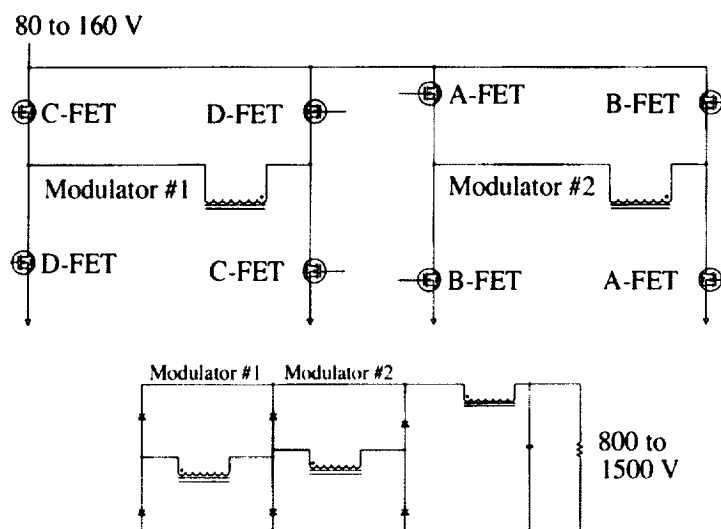 80 to 160 V
C-FET
D-FET
A-FET
B-FET
Modulator #1
Modulator #2
D-FET
C-FET
B-FET
A-FET
Modulator #1
Modulator #2
800 to
1500 V